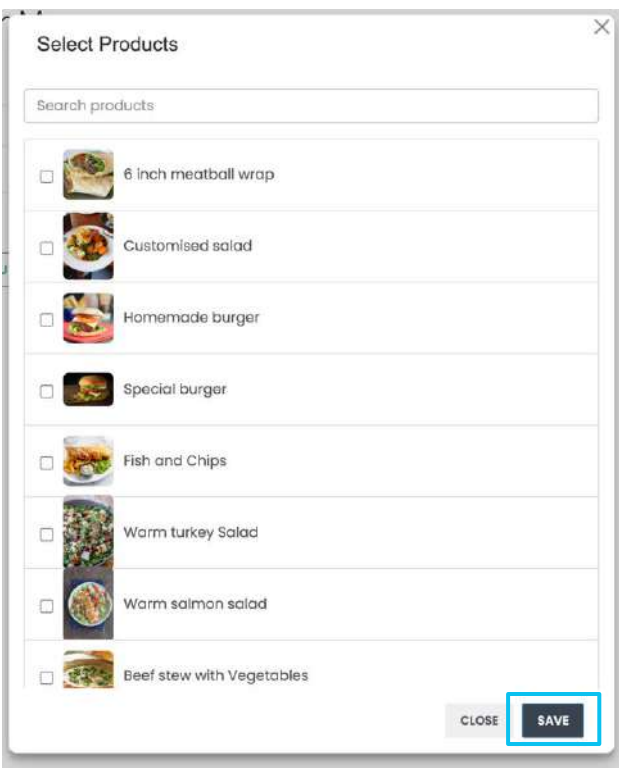 Select Products
Search products
6 inch meatball wrap
Customised salad
Homemade burger
Special burger
Fish and Chips
Warm turkey Salad
Warm salmon salad
Beef stew with Vegetables
CLOSE SAVE